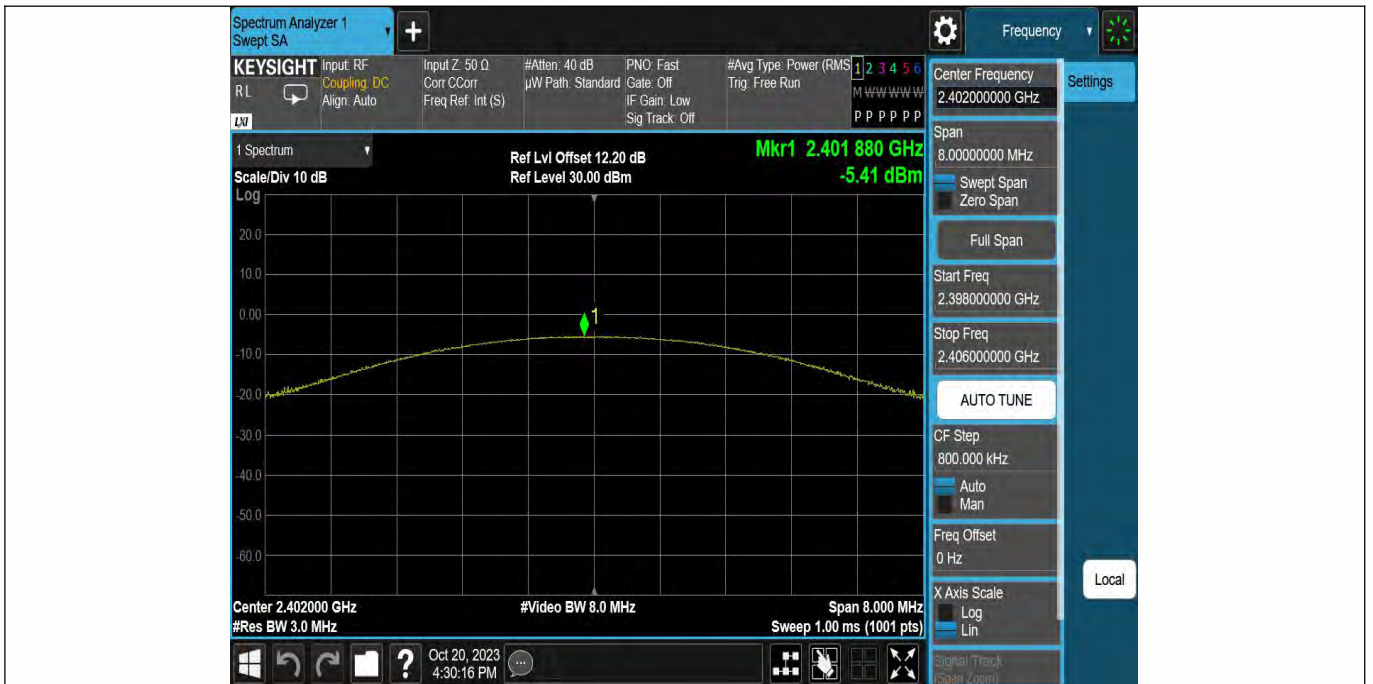 Spectrum Analyzer 1
Swept SA
+
Frequency
KEYSIGHT
R L
LXI
Input: RF
Coupling: DC
Align: Auto
Input Z: 50 Ω
Corr CCorr
Freq Ref: Int (S)
#Atten: 40 dB
µW Path: Standard
PNO: Fast
Gate: Off
IF Gain: Low
Sig Track: Off
#Avg Type: Power (RMS
Trig: Free Run
1 2 3 4 5 6
M W W W W W
P P P P P P
1 Spectrum
Scale/Div 10 dB
Log
Ref Lvl Offset 12.20 dB
Ref Level 30.00 dBm
Mkr1 2.401 880 GHz
-5.41 dBm
20.0
10.0
0.00
-10.0
-20.0
-30.0
-40.0
-50.0
-60.0
1
Center 2.402000 GHz
#Res BW 3.0 MHz
#Video BW 8.0 MHz
Span 8.000 MHz
Sweep 1.00 ms (1001 pts)
?
Oct 20, 2023
4:30:16 PM
Center Frequency
2.402000000 GHz
Settings
Span
8.00000000 MHz
Swept Span
Zero Span
Full Span
Start Freq
2.398000000 GHz
Stop Freq
2.406000000 GHz
AUTO TUNE
CF Step
800.000 kHz
Auto
Man
Freq Offset
0 Hz
X Axis Scale
Log
Lin
Signal Track
(Span Zoom)
Local